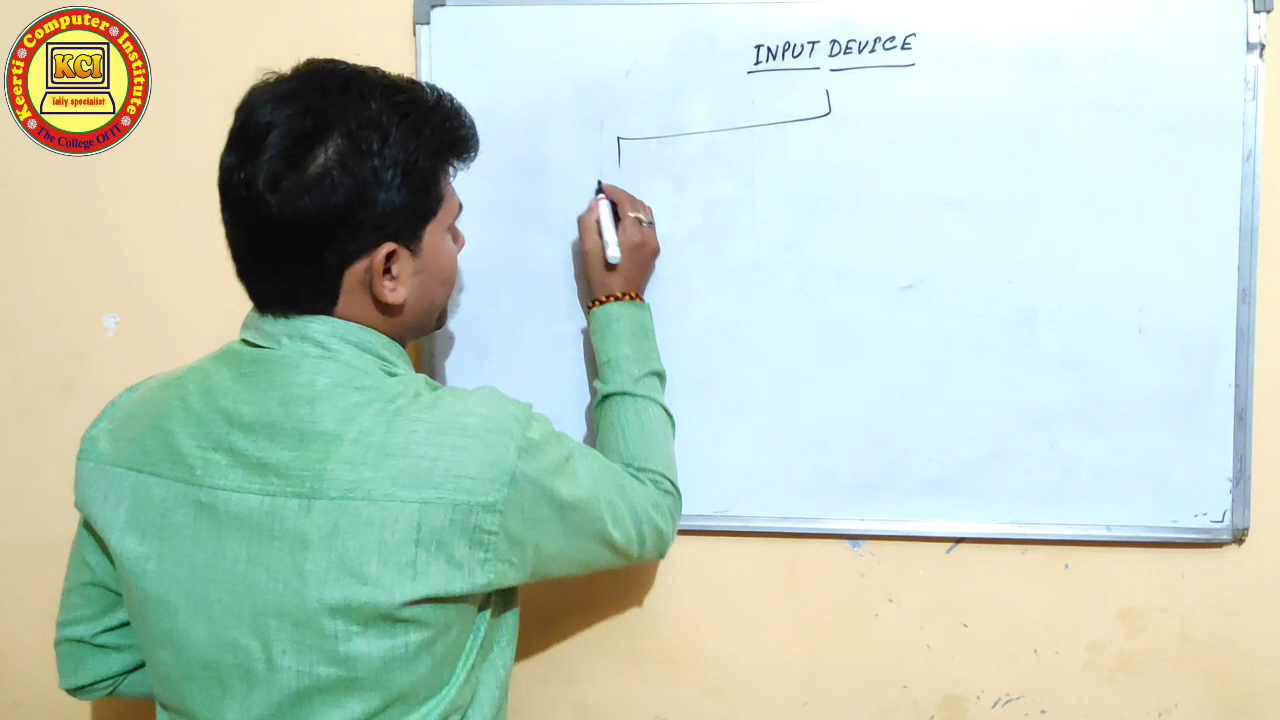 Keerti Computer Institute
KCI
Tally specialist
The College Of IT
INPUT DEVICE